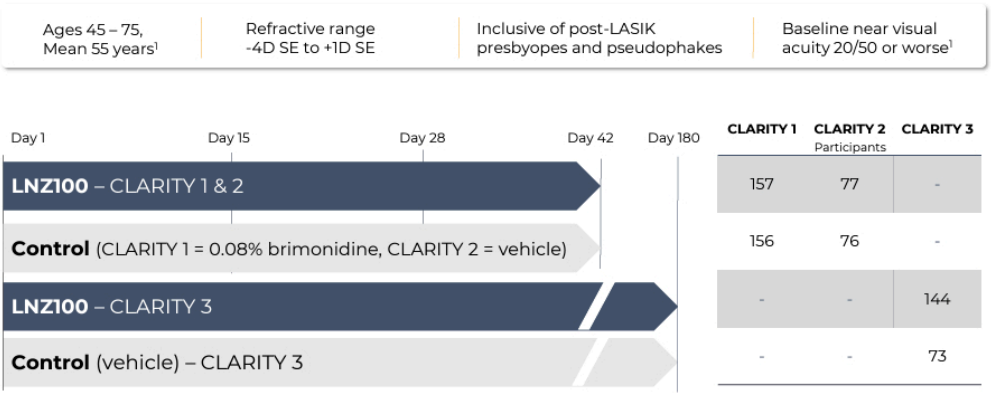 Ages 45 – 75,
Mean 55 years¹
Refractive range
-4D SE to +1D SE
Inclusive of post-LASIK
presbyopes and pseudophakes
Baseline near visual
acuity 20/50 or worse¹
Day 1 Day 15 Day 28 Day 42 Day 180
CLARITY 1 CLARITY 2 CLARITY 3
Participants
LNZ100 – CLARITY 1 & 2 157 77 -
Control (CLARITY 1 = 0.08% brimonidine, CLARITY 2 = vehicle) 156 76 -
LNZ100 – CLARITY 3 - - 144
Control (vehicle) – CLARITY 3 - - 73